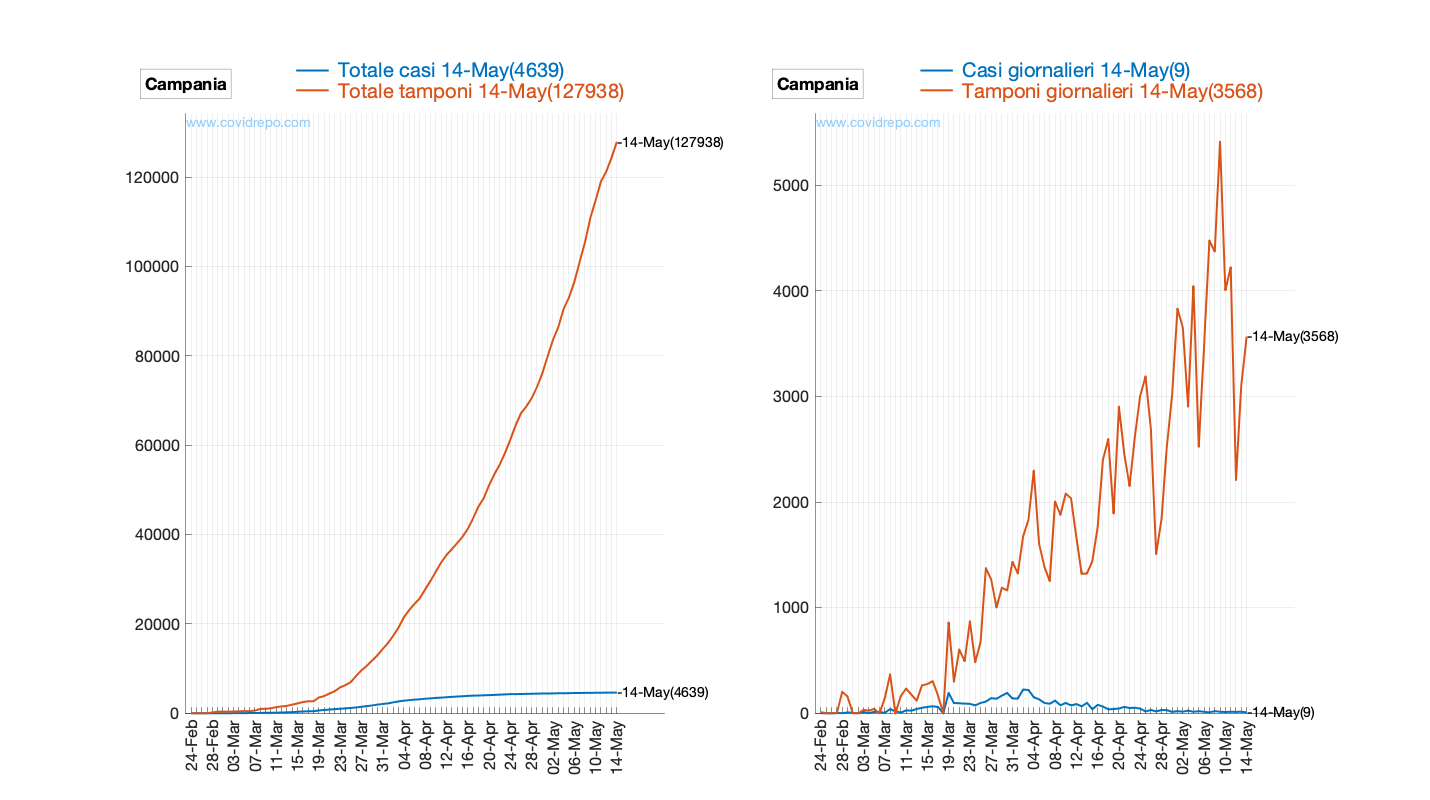 Campania
Totale casi 14-May(4639)
Totale tamponi 14-May(127938)
www.covidrepo.com
14-May(127938)
120000
100000
80000
60000
40000
20000
0
14-May(4639)
24-Feb
28-Feb
03-Mar
07-Mar
11-Mar
15-Mar
19-Mar
23-Mar
27-Mar
31-Mar
04-Apr
08-Apr
12-Apr
16-Apr
20-Apr
24-Apr
28-Apr
02-May
06-May
10-May
14-May
Campania
Casi giornalieri 14-May(9)
Tamponi giornalieri 14-May(3568)
www.covidrepo.com
5000
4000
14-May(3568)
3000
2000
1000
0
14-May(9)
24-Feb
28-Feb
03-Mar
07-Mar
11-Mar
15-Mar
19-Mar
23-Mar
27-Mar
31-Mar
04-Apr
08-Apr
12-Apr
16-Apr
20-Apr
24-Apr
28-Apr
02-May
06-May
10-May
14-May